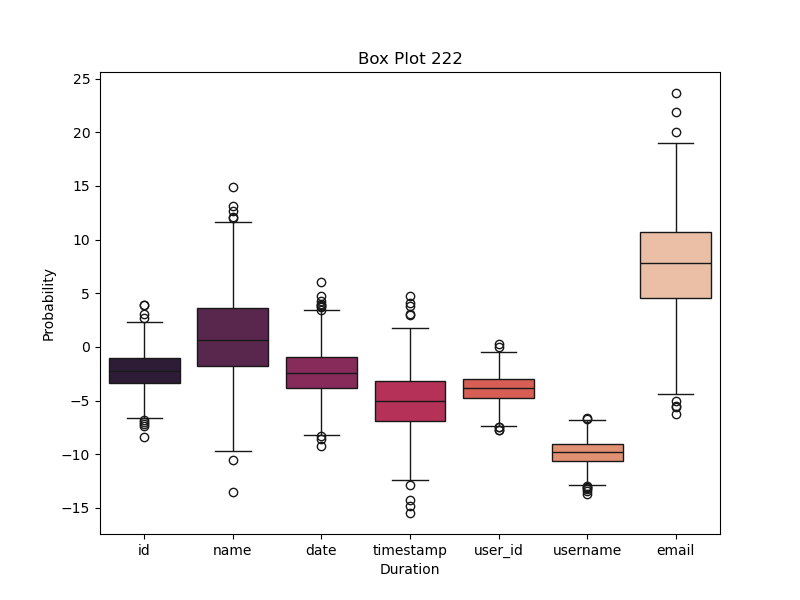 Box Plot 222
Probability
25
20
15
10
5
0
−5
−10
−15
id name date timestamp user_id username email
Duration